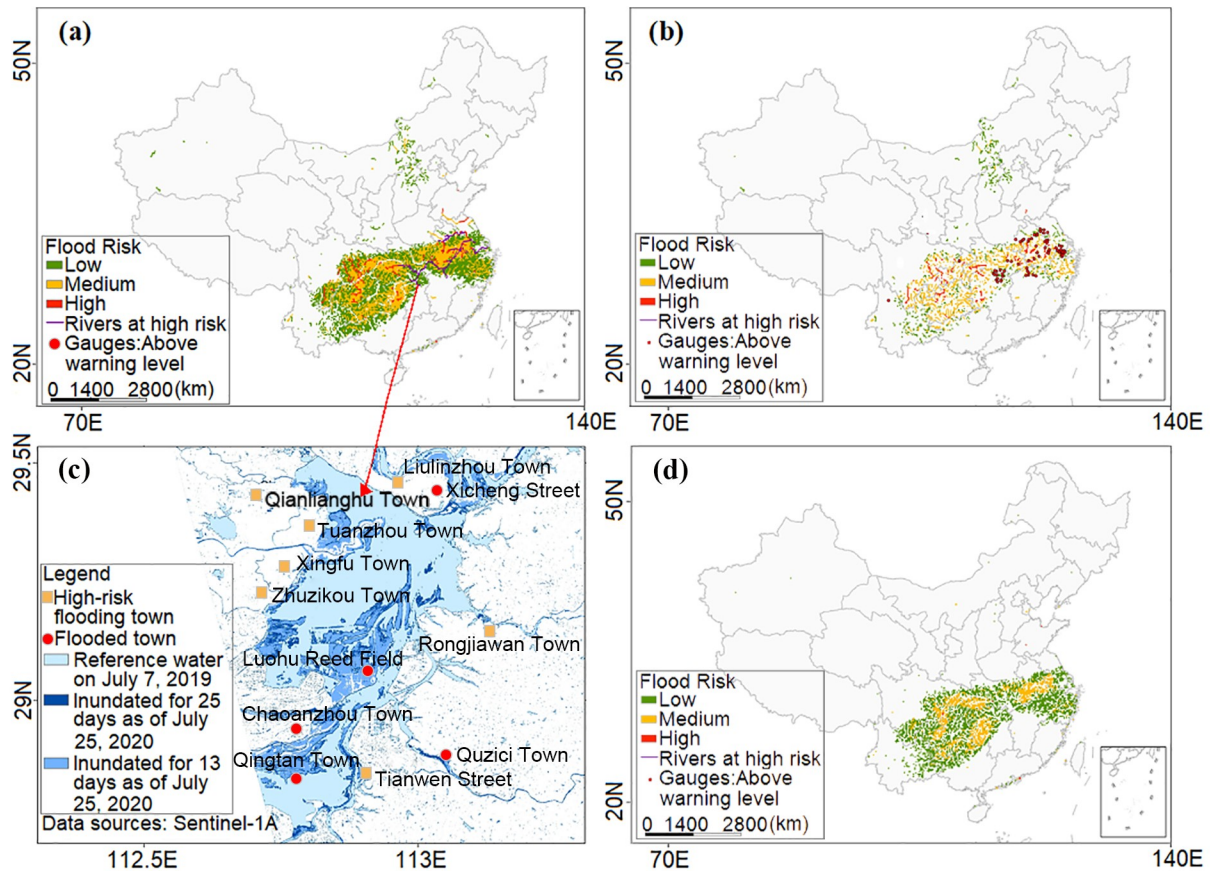 (a)
50N
20N
Flood Risk
Low
Medium
High
Rivers at high risk
Gauges:Above
warning level
0 1400 2800(km)
70E
140E
(b)
50N
20N
Flood Risk
Low
Medium
High
Rivers at high risk
Gauges:Above
warning level
0 1400 2800(km)
70E
140E
(c)
29.5N
29N
Liulinzhou Town
Xicheng Street
Qianlianghu Town
Tuanzhou Town
Xingfu Town
Zhuzikou Town
Rongjiawan Town
Luohu Reed Field
Chaoanzhou Town
Quzici Town
Qingtan Town
Tianwen Street
Legend
High-risk
flooding town
Flooded town
Reference water
on July 7, 2019
Inundated for 25
days as of July
25, 2020
Inundated for 13
days as of July
25, 2020
Data sources: Sentinel-1A
112.5E
113E
(d)
50N
20N
Flood Risk
Low
Medium
High
Rivers at high risk
Gauges:Above
warning level
0 1400 2800(km)
70E
140E